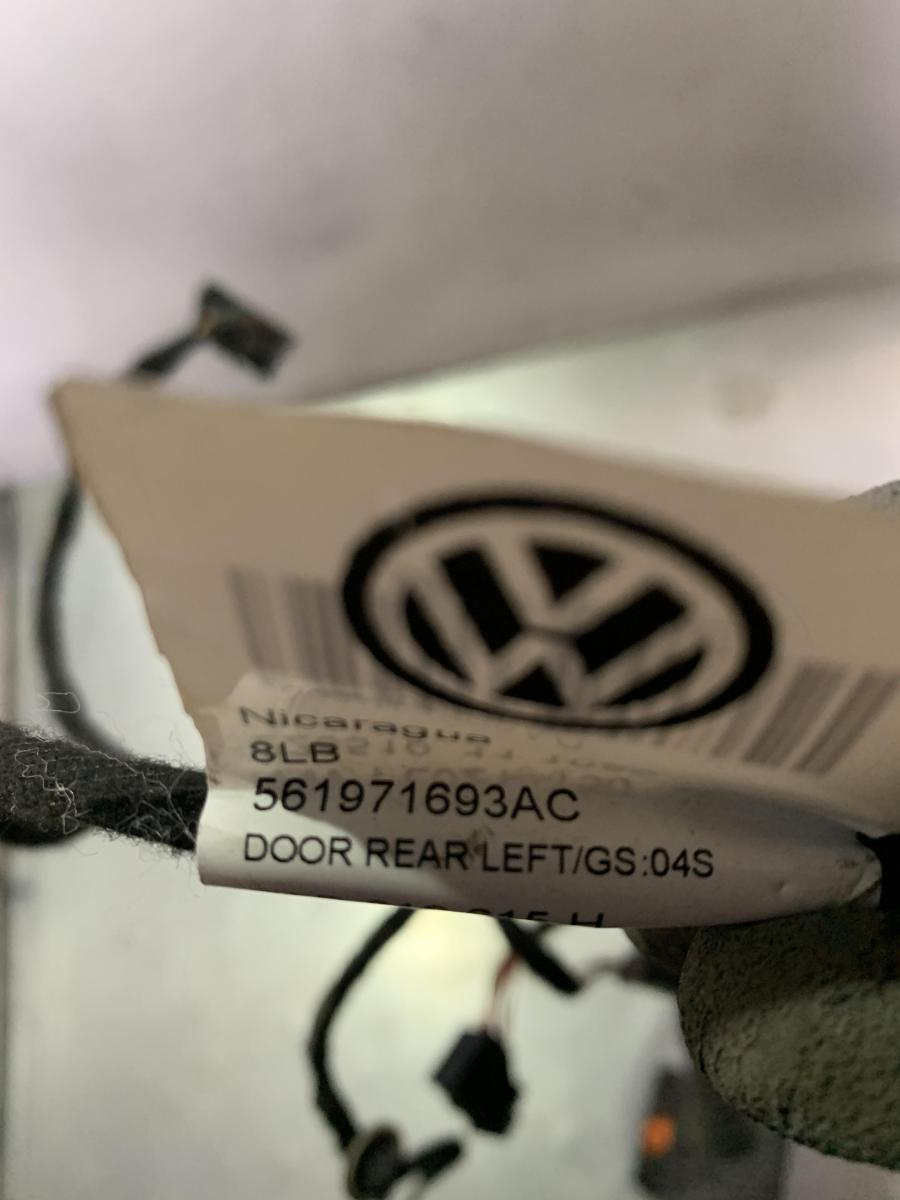 Nicaragua
8LB
561971693AC
DOOR REAR LEFT/GS:04S